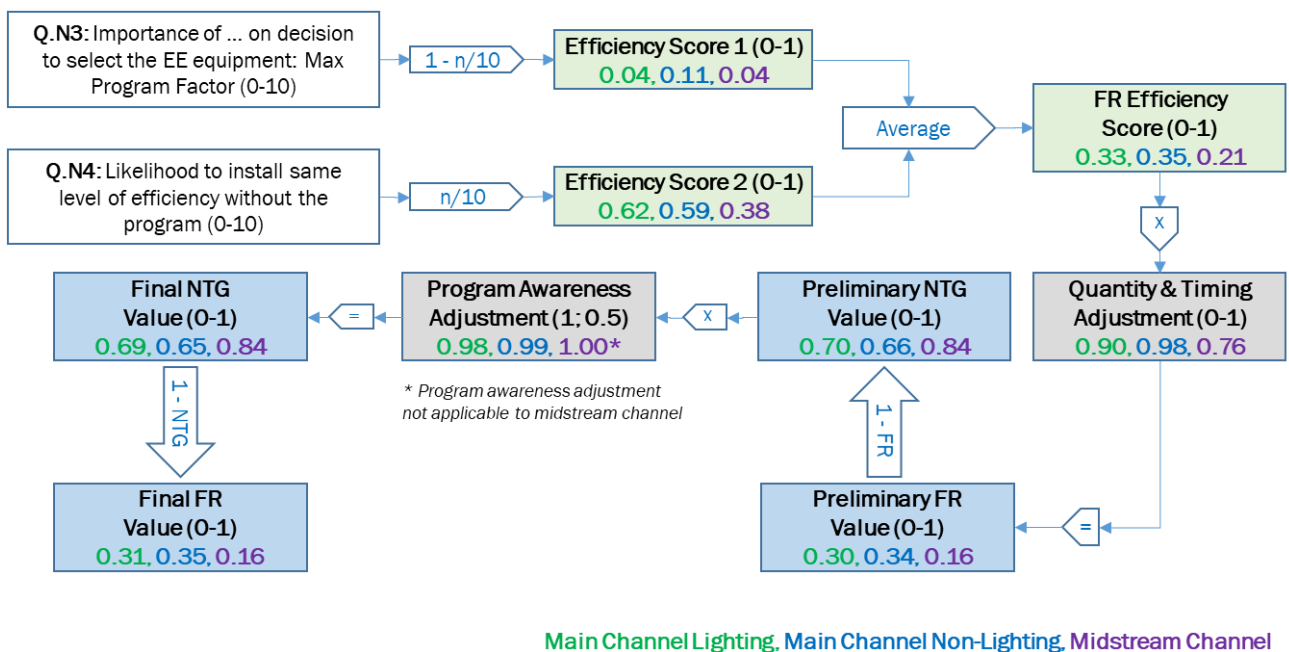 Q.N3: Importance of ... on decision
to select the EE equipment: Max
Program Factor (0-10)
1 - n/10
Efficiency Score 1 (0-1)
0.04, 0.11, 0.04
Average
FR Efficiency
Score (0-1)
0.33, 0.35, 0.21
Q.N4: Likelihood to install same
level of efficiency without the
program (0-10)
n/10
Efficiency Score 2 (0-1)
0.62, 0.59, 0.38
x
Quantity & Timing
Adjustment (0-1)
0.90, 0.98, 0.76
=
Preliminary FR
Value (0-1)
0.30, 0.34, 0.16
1 - FR
Preliminary NTG
Value (0-1)
0.70, 0.66, 0.84
x
Program Awareness
Adjustment (1; 0.5)
0.98, 0.99, 1.00*
* Program awareness adjustment
not applicable to midstream channel
=
Final NTG
Value (0-1)
0.69, 0.65, 0.84
1 - NTG
Final FR
Value (0-1)
0.31, 0.35, 0.16
Main Channel Lighting, Main Channel Non-Lighting, Midstream Channel